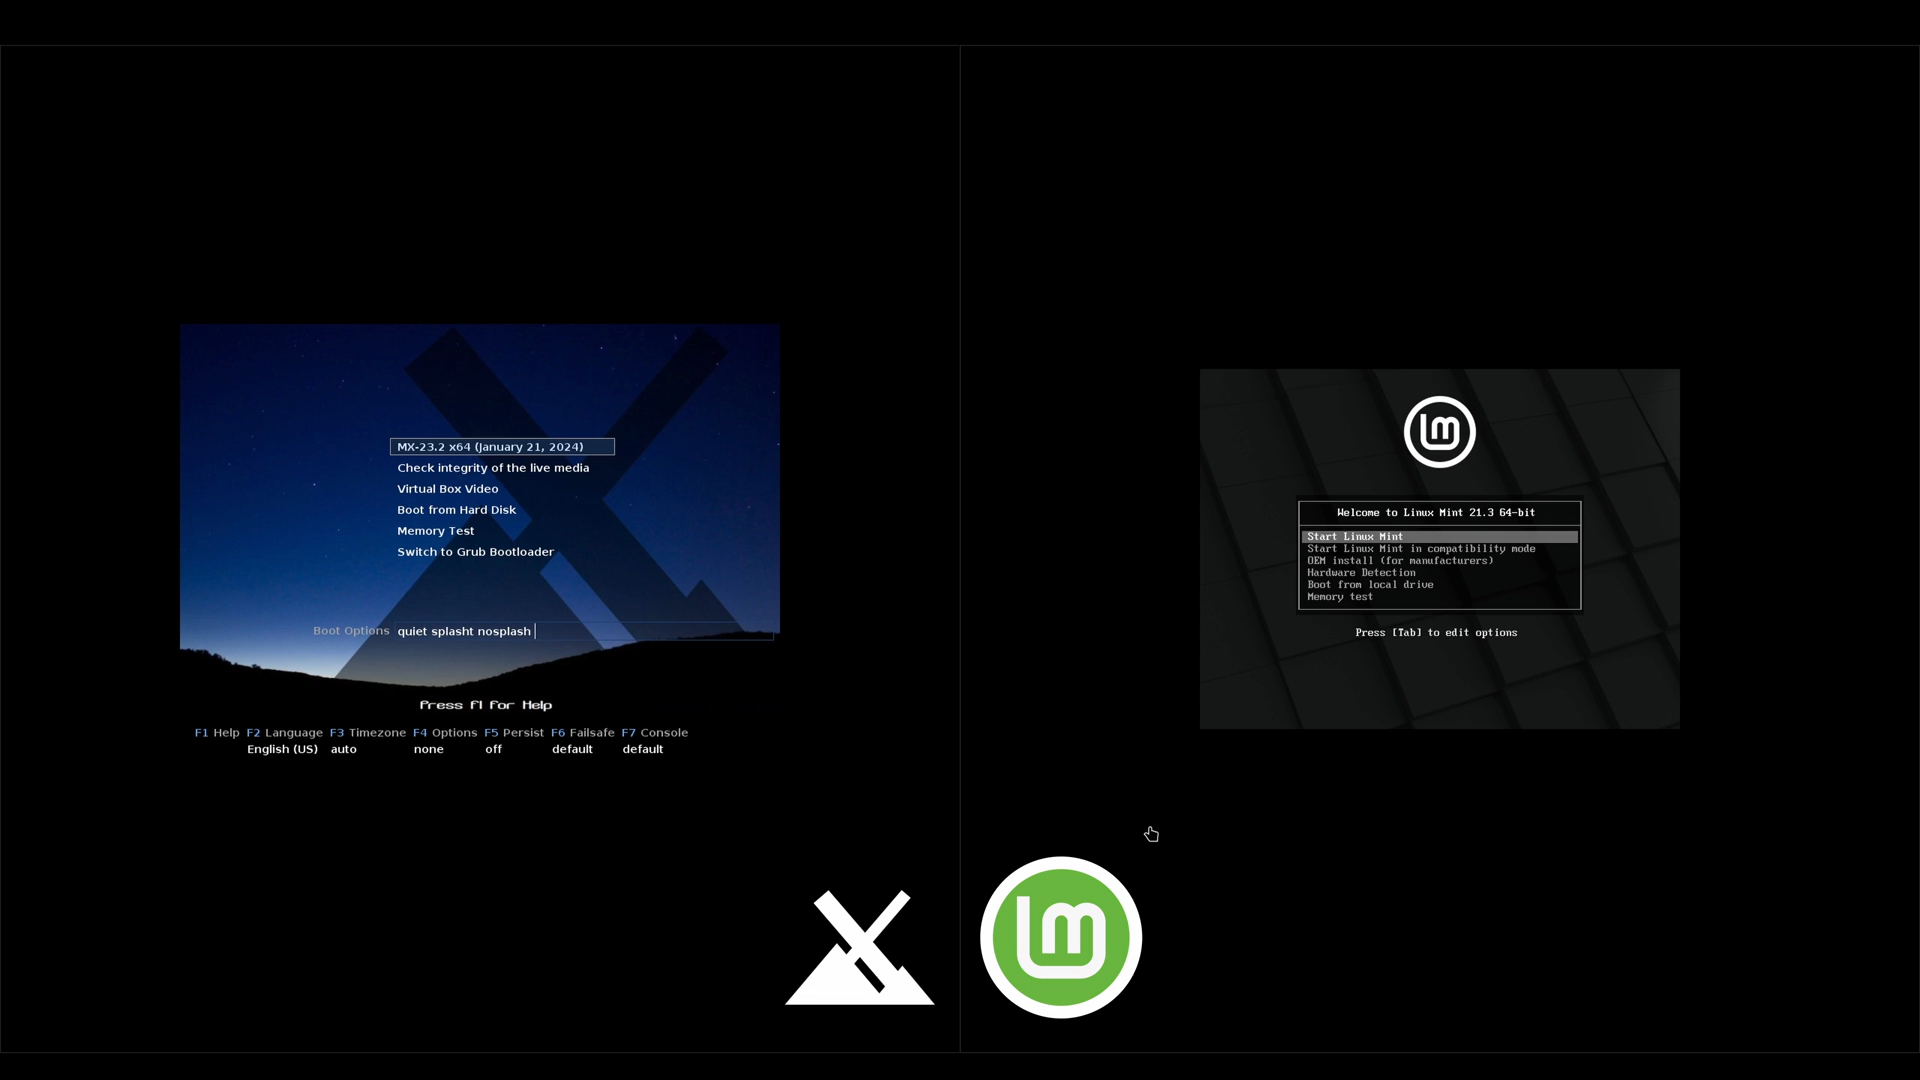 MX-23.2 x64 (January 21, 2024)
Check integrity of the live media
Virtual Box Video
Boot from Hard Disk
Memory Test
Switch to Grub Bootloader
Boot Options quiet splasht nosplash
Press F1 for Help
F1 Help F2 Language F3 Timezone F4 Options F5 Persist F6 Failsafe F7 Console
English (US) auto none off default default
lm
Welcome to Linux Mint 21.3 64-bit
Start Linux Mint
Start Linux Mint in compatibility mode
OEM install (for manufacturers)
Hardware Detection
Boot from local drive
Memory test
Press [Tab] to edit options
lm